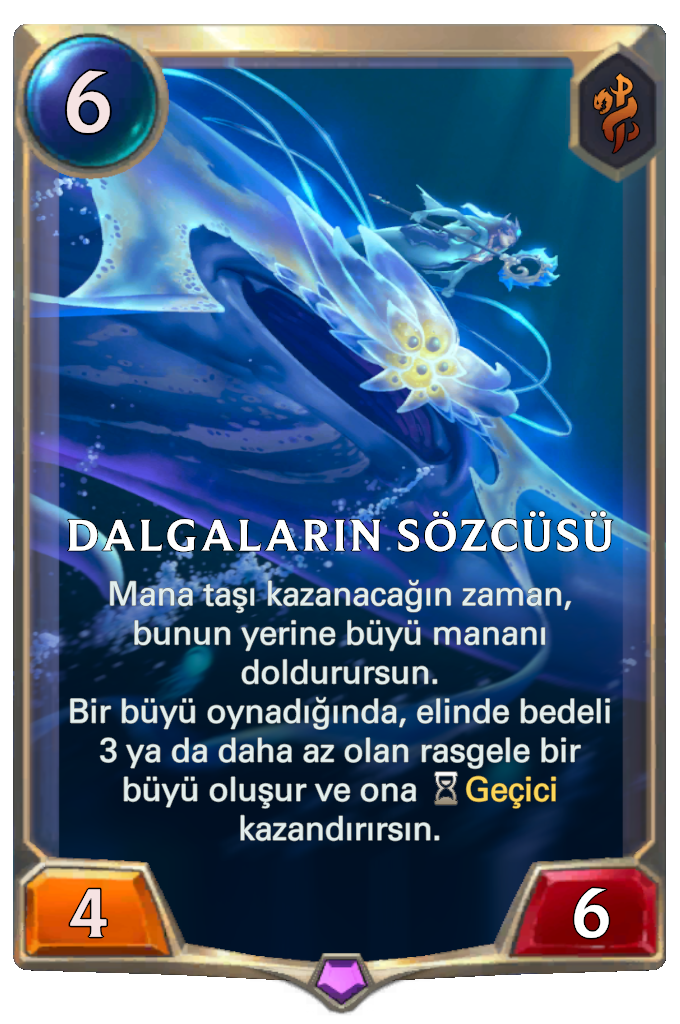 6
DALGALARIN SÖZCÜSÜ
Mana taşı kazanacağın zaman,
bunun yerine büyü mananı
doldurursun.
Bir büyü oynadığında, elinde bedeli
3 ya da daha az olan rasgele bir
büyü oluşur ve ona Geçici
kazandırırsın.
4
6